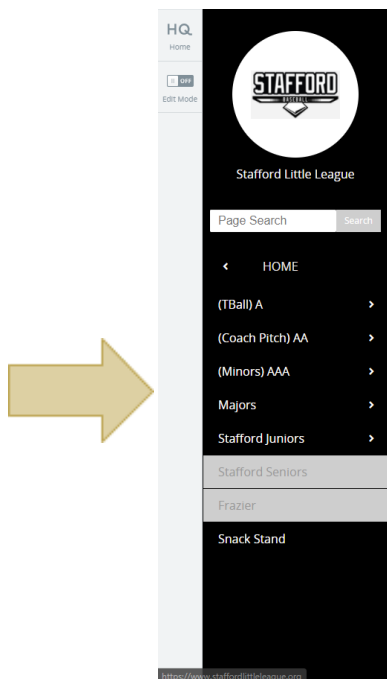 HQ
Home
OFF
Edit Mode
STAFFORD
BASEBALL
Stafford Little League
Page Search
Search
HOME
(TBall) A
(Coach Pitch) AA
(Minors) AAA
Majors
Stafford Juniors
Stafford Seniors
Frazier
Snack Stand
https://www.staffordlittleleague.org